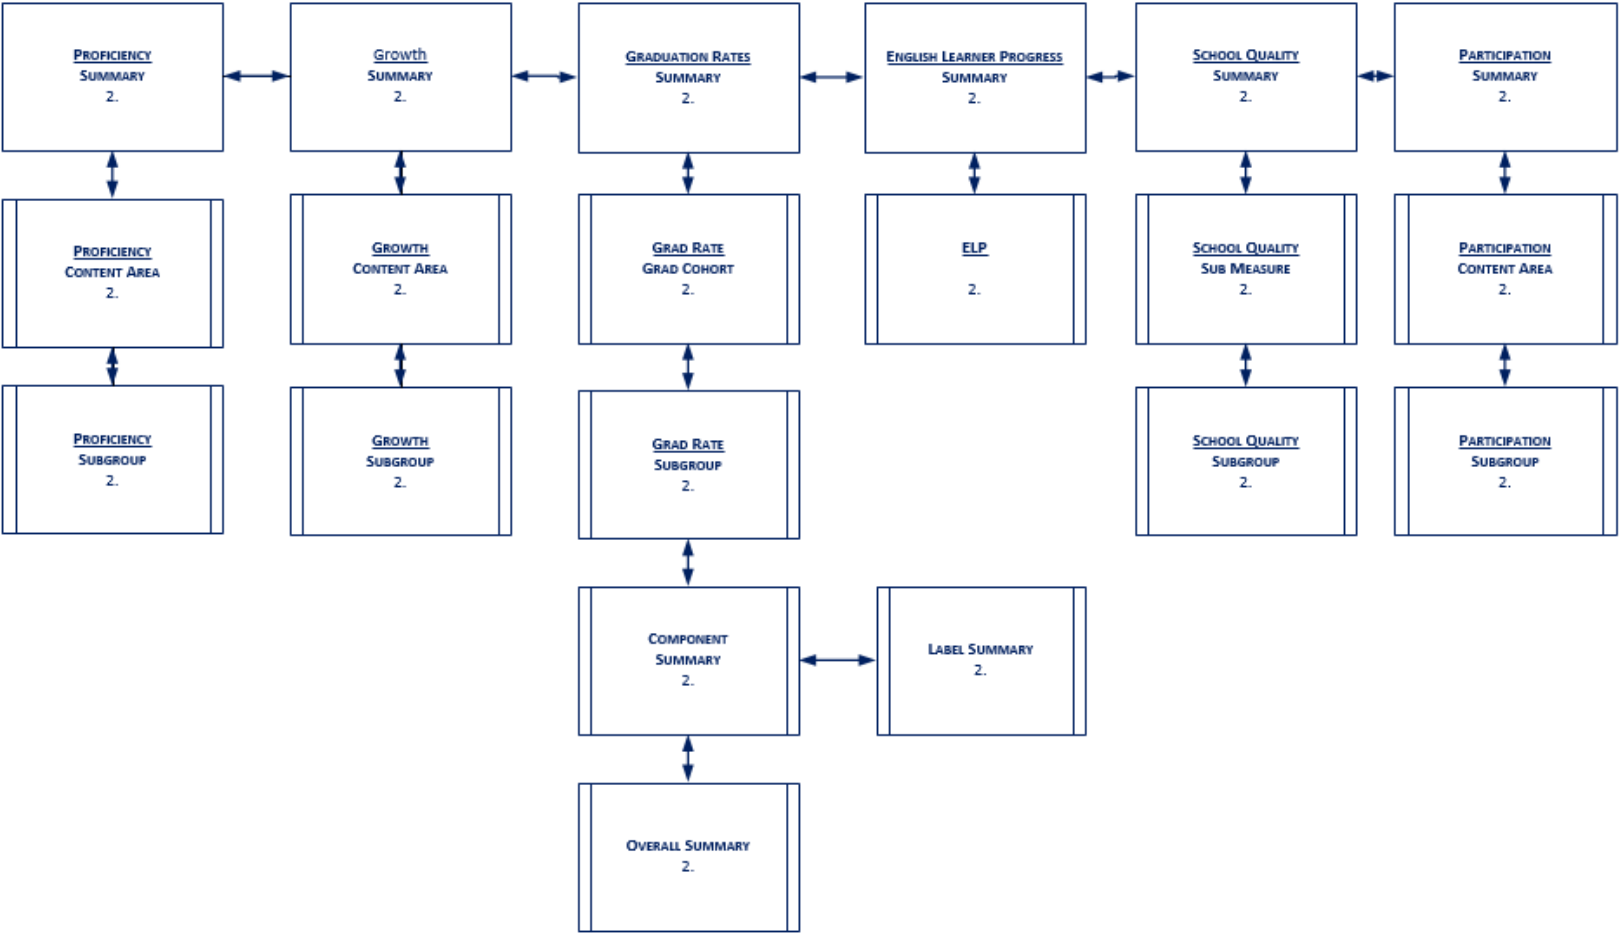 Proficiency
Summary
2.
Growth
Summary
2.
Graduation Rates
Summary
2.
English Learner Progress
Summary
2.
School Quality
Summary
2.
Participation
Summary
2.
Proficiency
Content Area
2.
Growth
Content Area
2.
Grad Rate
Grad Cohort
2.
ELP
2.
School Quality
Sub Measure
2.
Participation
Content Area
2.
Proficiency
Subgroup
2.
Growth
Subgroup
2.
Grad Rate
Subgroup
2.
School Quality
Subgroup
2.
Participation
Subgroup
2.
Component
Summary
2.
Label Summary
2.
Overall Summary
2.